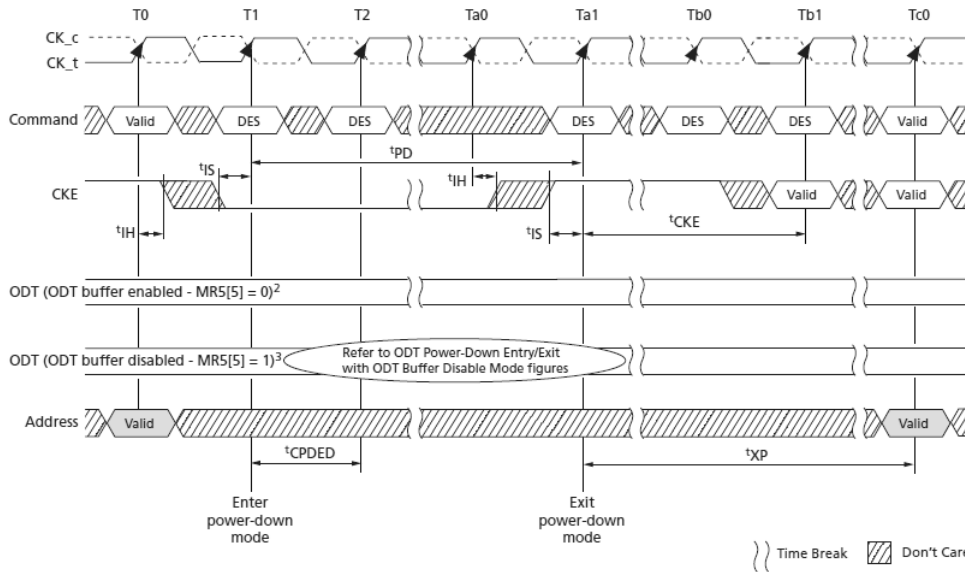 T0 T1 T2 Ta0 Ta1 Tb0 Tb1 Tc0
CK_c
CK_t
Command Valid DES DES DES DES DES Valid
tPD
tIS tIH
CKE Valid Valid
tIH tIS tCKE
ODT (ODT buffer enabled - MR5[5] = 0)2
ODT (ODT buffer disabled - MR5[5] = 1)3
Refer to ODT Power-Down Entry/Exit
with ODT Buffer Disable Mode figures
Address Valid Valid
tCPDED tXP
Enter
power-down
mode
Exit
power-down
mode
Time Break Don't Care